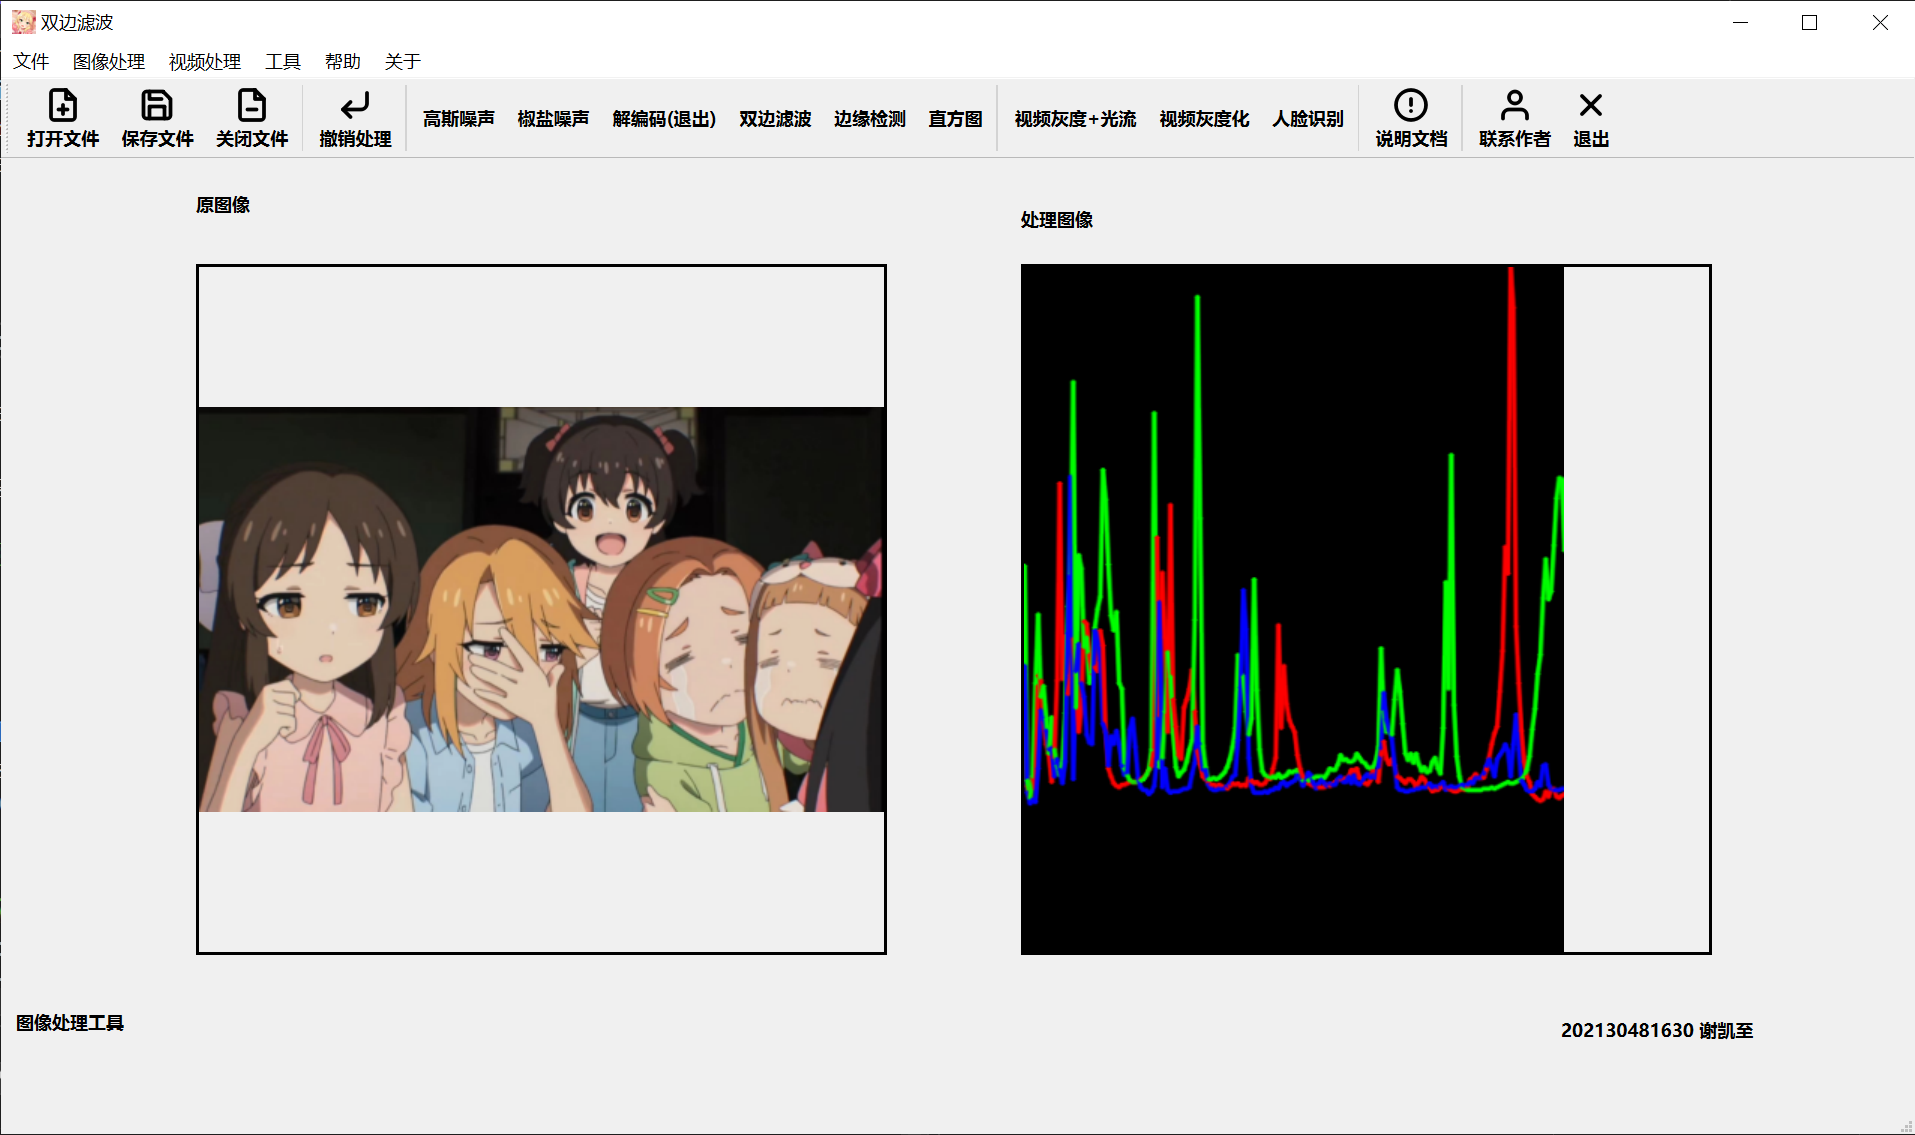 双边滤波
文件 图像处理 视频处理 工具 帮助 关于
打开文件 保存文件 关闭文件 撤销处理 高斯噪声 椒盐噪声 解编码(退出) 双边滤波 边缘检测 直方图 视频灰度+光流 视频灰度化 人脸识别 说明文档 联系作者 退出
原图像
处理图像
图像处理工具
202130481630 谢凯至